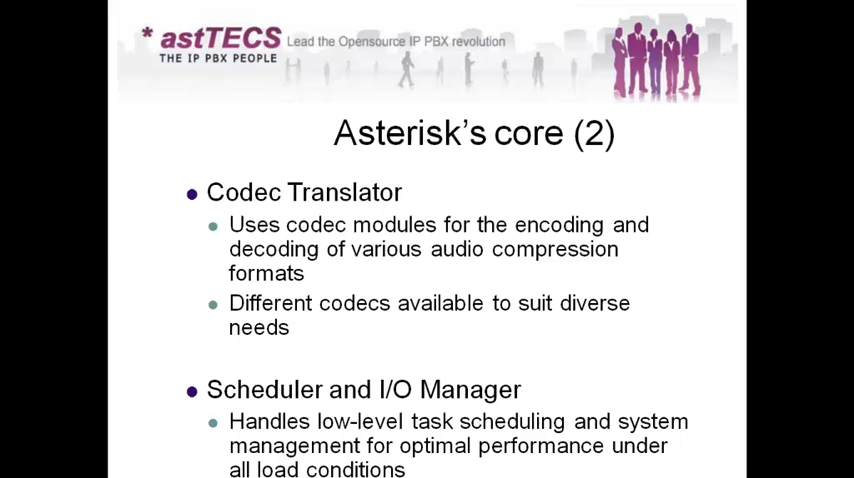 * astTECS Lead the Opensource IP PBX revolution
THE IP PBX PEOPLE
Asterisk's core (2)
Codec Translator
Uses codec modules for the encoding and
decoding of various audio compression
formats
Different codecs available to suit diverse
needs
Scheduler and I/O Manager
Handles low-level task scheduling and system
management for optimal performance under
all load conditions